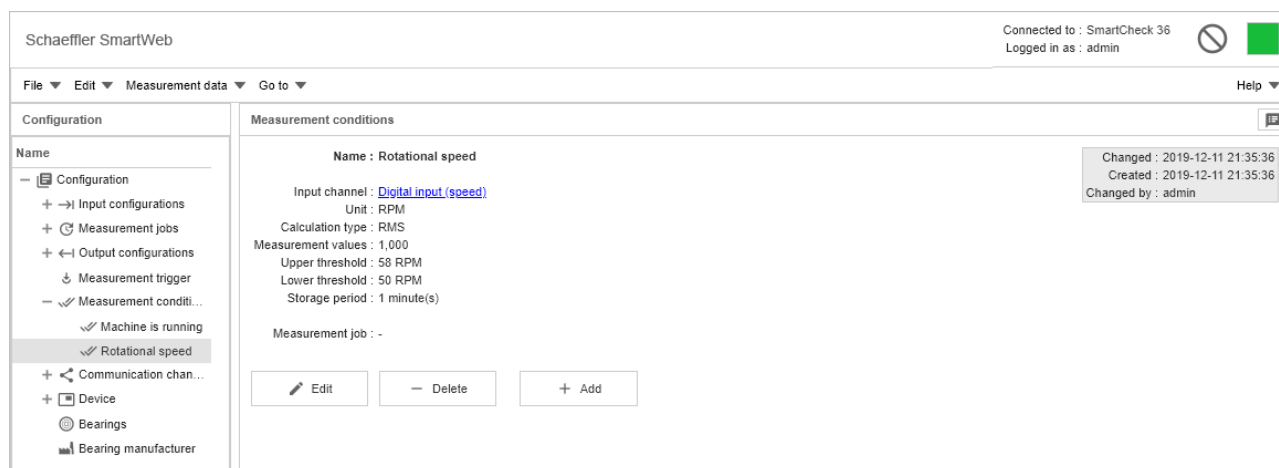 Schaeffler SmartWeb
Connected to : SmartCheck 36
Logged in as : admin
File Edit Measurement data Go to Help
Configuration
Name
Configuration
Input configurations
Measurement jobs
Output configurations
Measurement trigger
Measurement conditi...
Machine is running
Rotational speed
Communication chan...
Device
Bearings
Bearing manufacturer
Measurement conditions
Name : Rotational speed
Input channel : Digital input (speed)
Unit : RPM
Calculation type : RMS
Measurement values : 1,000
Upper threshold : 58 RPM
Lower threshold : 50 RPM
Storage period : 1 minute(s)
Measurement job : -
Edit Delete Add
Changed : 2019-12-11 21:35:36
Created : 2019-12-11 21:35:36
Changed by : admin